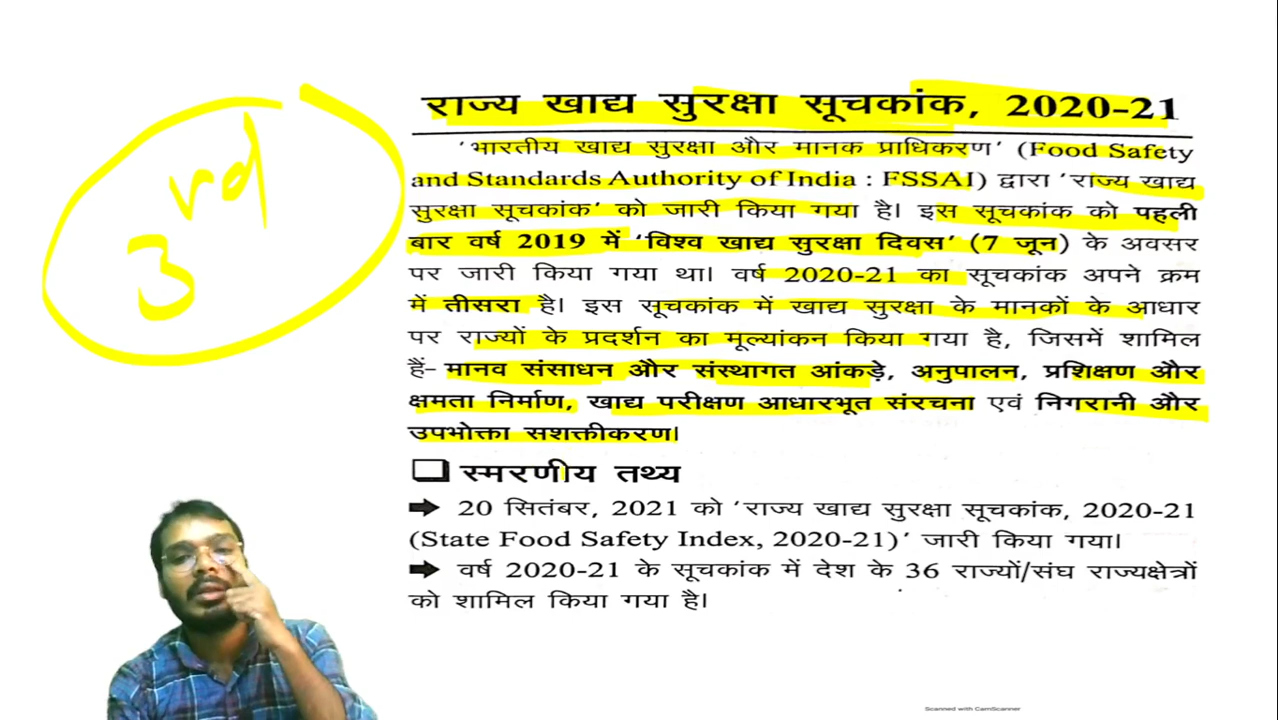 3rd
राज्य खाद्य सुरक्षा सूचकांक, 2020-21
'भारतीय खाद्य सुरक्षा और मानक प्राधिकरण' (Food Safety
and Standards Authority of India : FSSAI) द्वारा 'राज्य खाद्य
सुरक्षा सूचकांक' को जारी किया गया है। इस सूचकांक को पहली
बार वर्ष 2019 में 'विश्व खाद्य सुरक्षा दिवस' (7 जून) के अवसर
पर जारी किया गया था। वर्ष 2020-21 का सूचकांक अपने क्रम
में तीसरा है। इस सूचकांक में खाद्य सुरक्षा के मानकों के आधार
पर राज्यों के प्रदर्शन का मूल्यांकन किया गया है, जिसमें शामिल
हैं- मानव संसाधन और संस्थागत आंकड़े, अनुपालन, प्रशिक्षण और
क्षमता निर्माण, खाद्य परीक्षण आधारभूत संरचना एवं निगरानी और
उपभोक्ता सशक्तीकरण।
❑ स्मरणीय तथ्य
➡ 20 सितंबर, 2021 को 'राज्य खाद्य सुरक्षा सूचकांक, 2020-21
(State Food Safety Index, 2020-21)' जारी किया गया।
➡ वर्ष 2020-21 के सूचकांक में देश के 36 राज्यों/संघ राज्यक्षेत्रों
को शामिल किया गया है।
Scanned with CamScanner